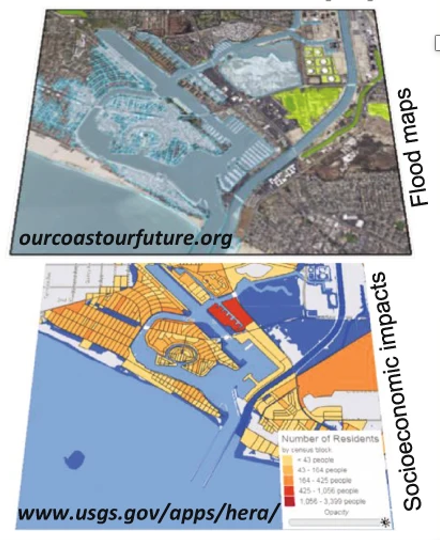 Flood maps
ourcoastourfuture.org
Socioeconomic impacts
Number of Residents
by census block
< 43 people
43 - 164 people
164 - 425 people
425 - 1,056 people
1,056 - 3,399 people
Opacity
www.usgs.gov/apps/hera/